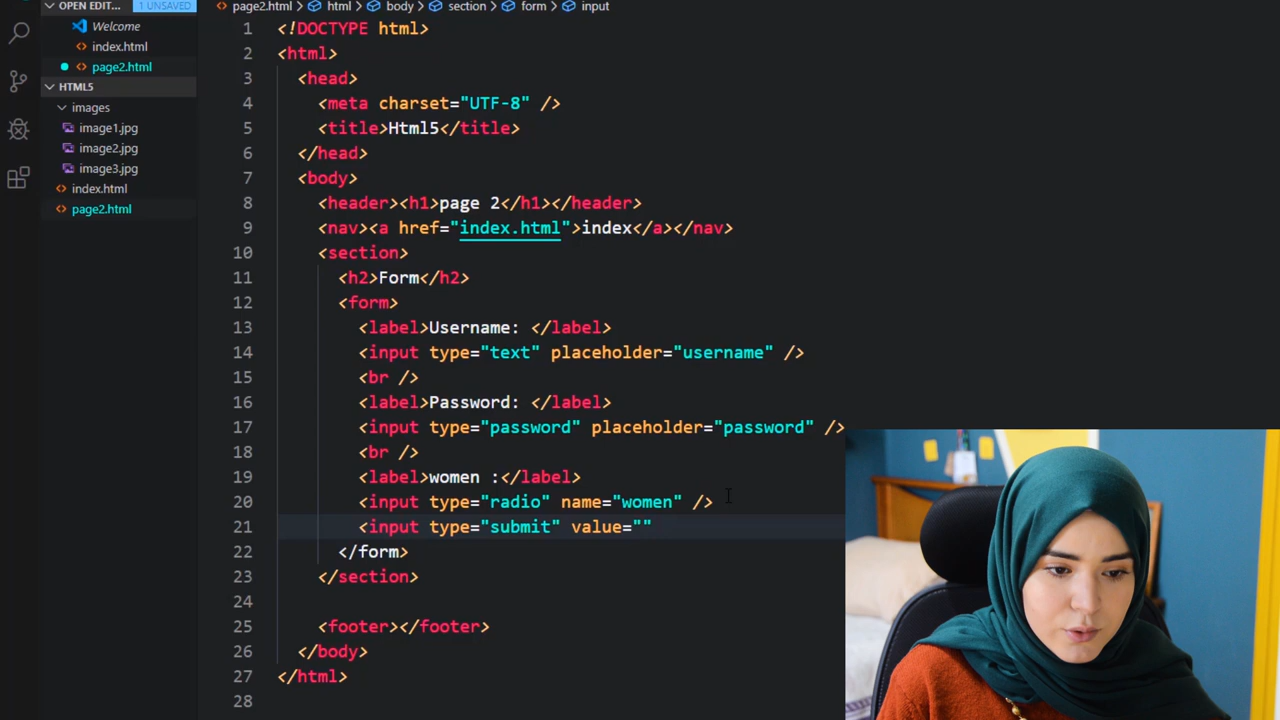 OPEN EDIT... 1 UNSAVED
Welcome
index.html
page2.html
HTML5
images
image1.jpg
image2.jpg
image3.jpg
index.html
page2.html
page2.html > html > body > section > form > input
1 <!DOCTYPE html>
2 <html>
3 <head>
4 <meta charset="UTF-8" />
5 <title>Html5</title>
6 </head>
7 <body>
8 <header><h1>page 2</h1></header>
9 <nav><a href="index.html">index</a></nav>
10 <section>
11 <h2>Form</h2>
12 <form>
13 <label>Username: </label>
14 <input type="text" placeholder="username" />
15 <br />
16 <label>Password: </label>
17 <input type="password" placeholder="password" />
18 <br />
19 <label>women :</label>
20 <input type="radio" name="women" />
21 <input type="submit" value=""
22 </form>
23 </section>
24
25 <footer></footer>
26 </body>
27 </html>
28